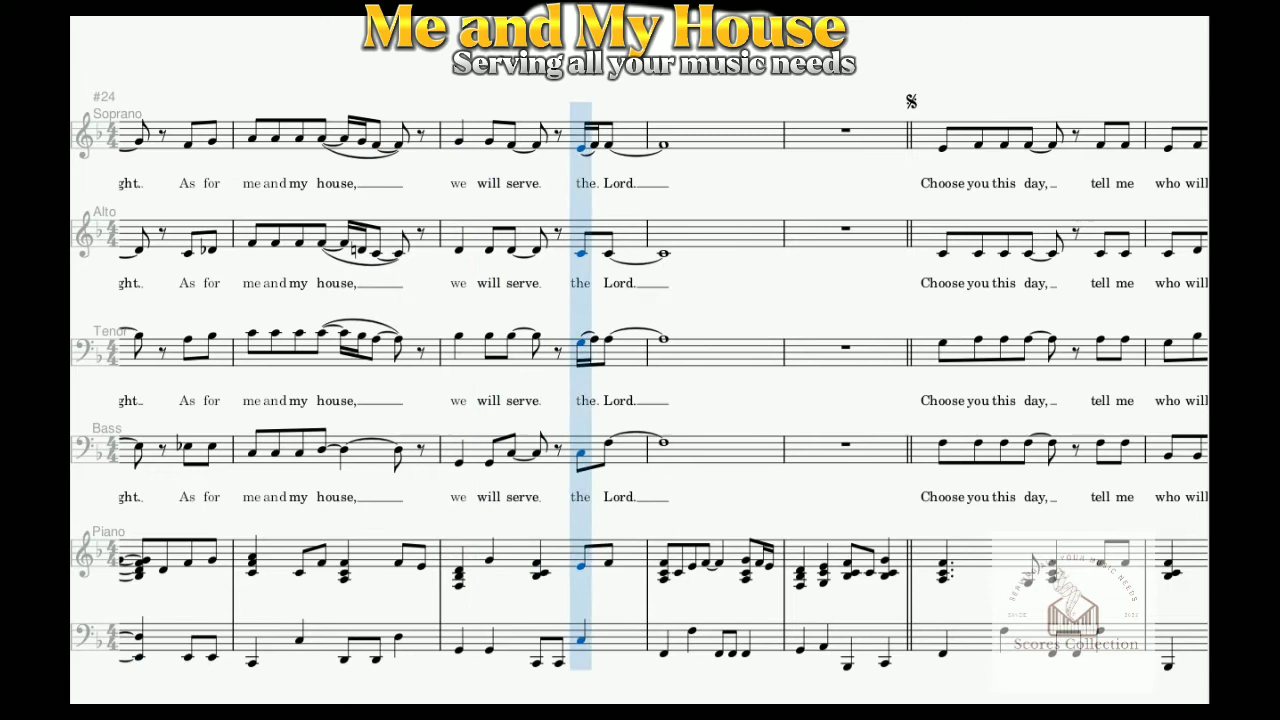 Me and My House
Serving all your music needs
#24
Soprano
ght. As for me and my house, we will serve. the. Lord. Choose you this day, tell me who will
Alto
ght. As for me and my house, we will serve. the Lord. Choose you this day, tell me who will
Tenor
ght As for me and my house, we will serve. the. Lord. Choose you this day, tell me who will
Bass
ght. As for me and my house, we will serve. the Lord. Choose you this day, tell me who will
Piano
YOUR MUSIC NEEDS
Scores Collection